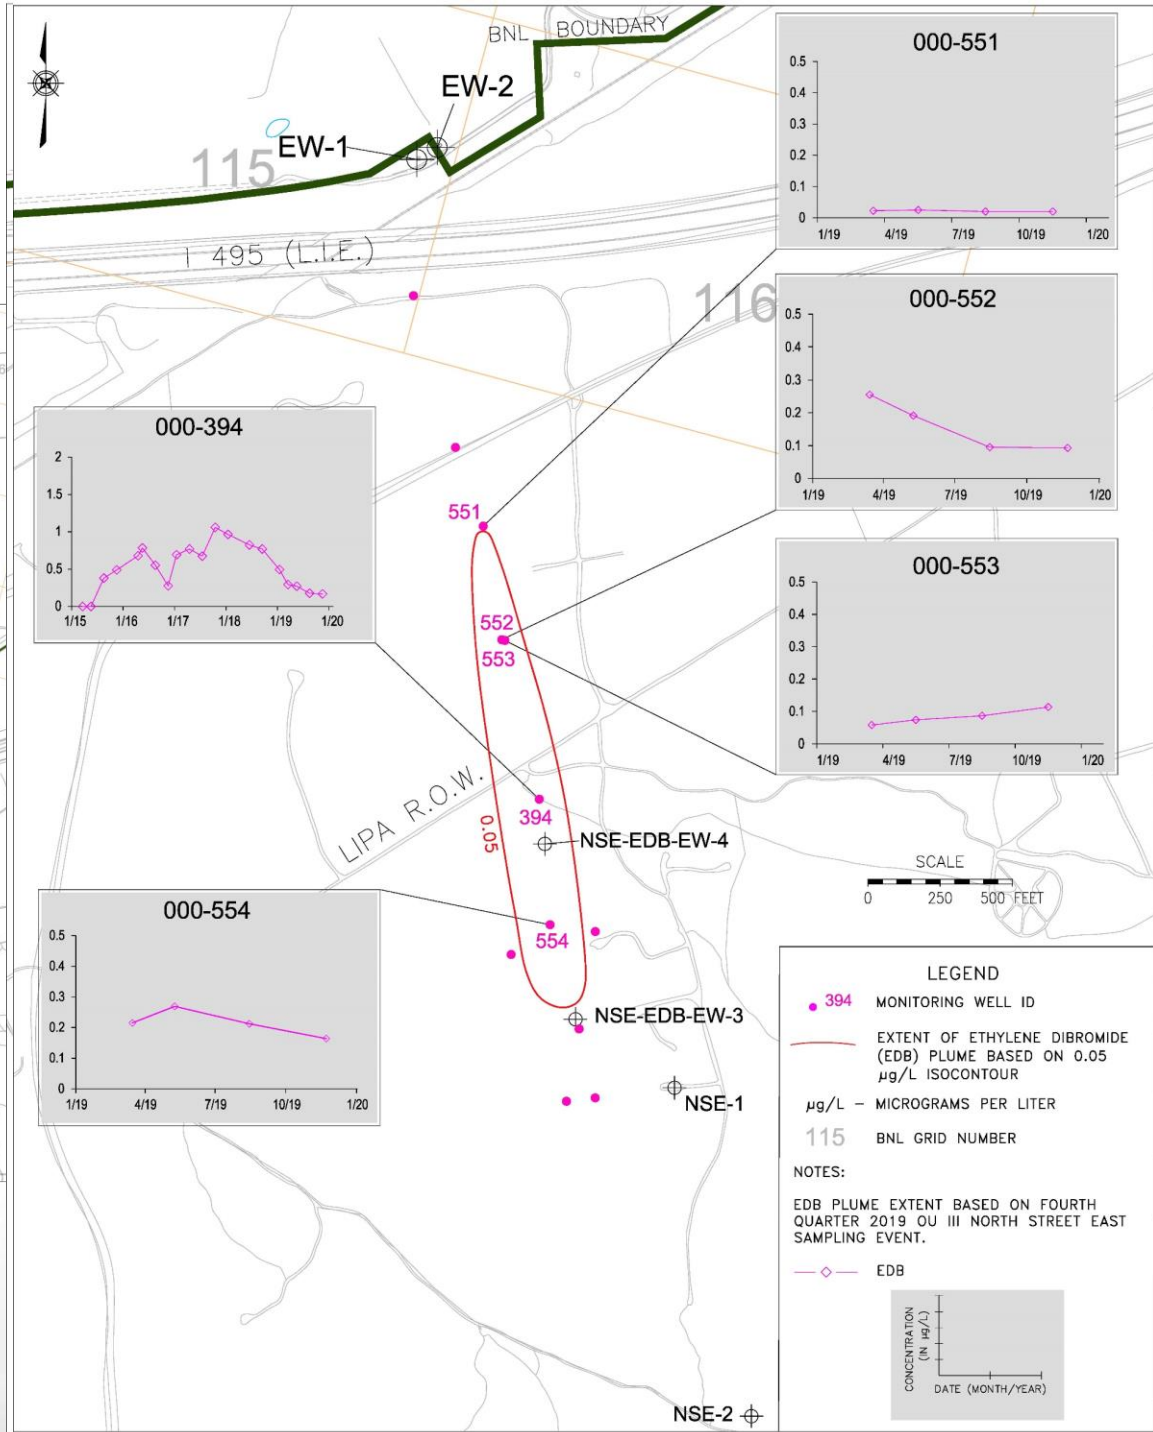 BNL BOUNDARY
EW-2
EW-1
115
I 495 (L.I.E.)
116
000-551
0.5
0.4
0.3
0.2
0.1
0
1/19 4/19 7/19 10/19 1/20
000-552
0.5
0.4
0.3
0.2
0.1
0
1/19 4/19 7/19 10/19 1/20
000-394
2
1.5
1
0.5
0
1/15 1/16 1/17 1/18 1/19 1/20
551
552
553
000-553
0.5
0.4
0.3
0.2
0.1
0
1/19 4/19 7/19 10/19 1/20
LIPA R.O.W.
0.05
394
NSE-EDB-EW-4
SCALE
0 250 500 FEET
000-554
0.5
0.4
0.3
0.2
0.1
0
1/19 4/19 7/19 10/19 1/20
554
NSE-EDB-EW-3
NSE-1
NSE-2
LEGEND
394 MONITORING WELL ID
EXTENT OF ETHYLENE DIBROMIDE
(EDB) PLUME BASED ON 0.05
µg/L ISOCONTOUR
µg/L – MICROGRAMS PER LITER
115 BNL GRID NUMBER
NOTES:
EDB PLUME EXTENT BASED ON FOURTH
QUARTER 2019 OU III NORTH STREET EAST
SAMPLING EVENT.
EDB
CONCENTRATION
(IN µg/L)
DATE (MONTH/YEAR)